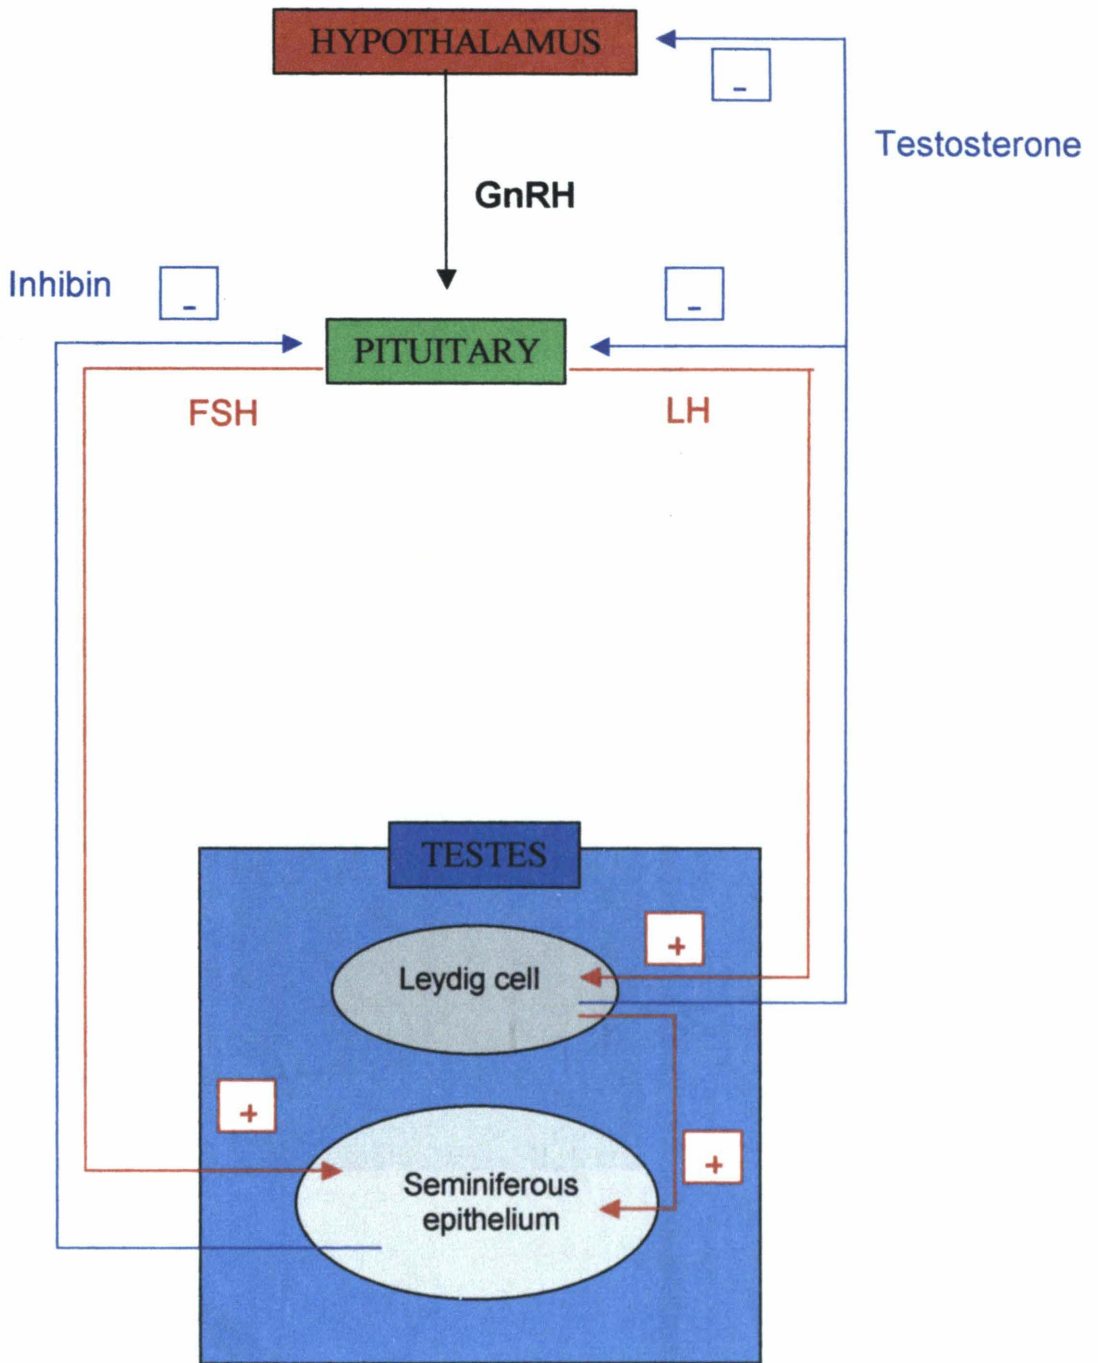 HYPOTHALAMUS
-
Testosterone
GnRH
Inhibin
-
-
PITUITARY
FSH
LH
TESTES
+
Leydig cell
+
+
Seminiferous
epithelium